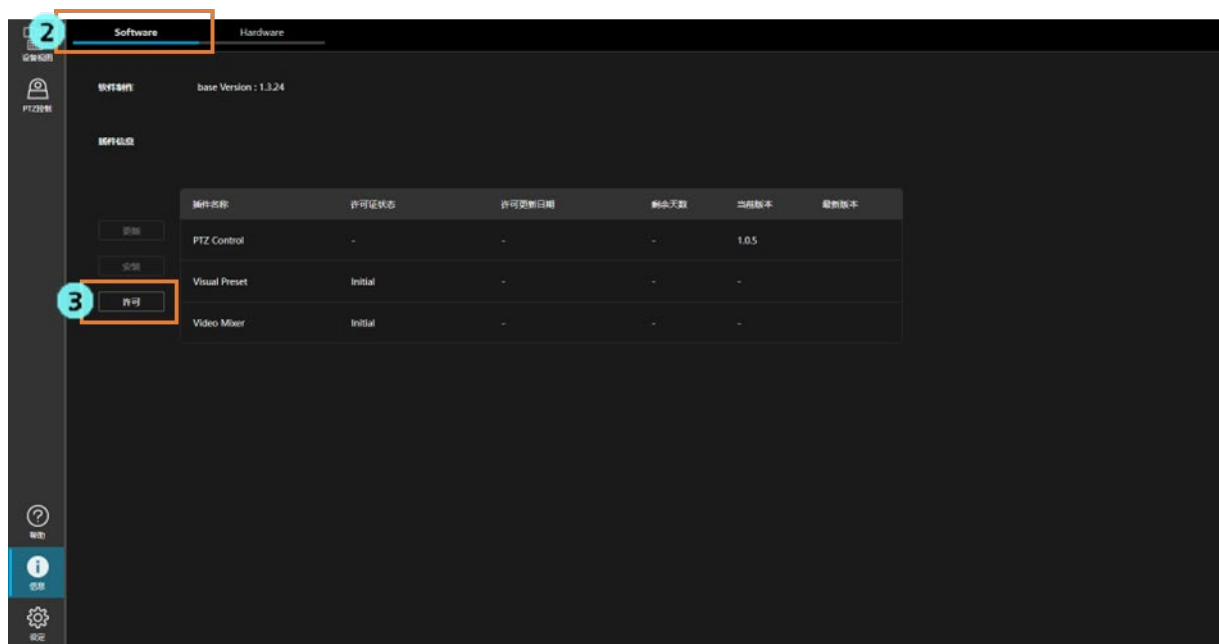 2
Software
Hardware
设备视图
PTZ控制
软件制作
base Version : 1.3.24
插件信息
插件名称
许可证状态
许可更新日期
剩余天数
当前版本
最新版本
更新
PTZ Control
-
-
-
1.0.5
安装
Visual Preset
Initial
-
-
-
3
许可
Video Mixer
Initial
-
-
-
帮助
信息
设定